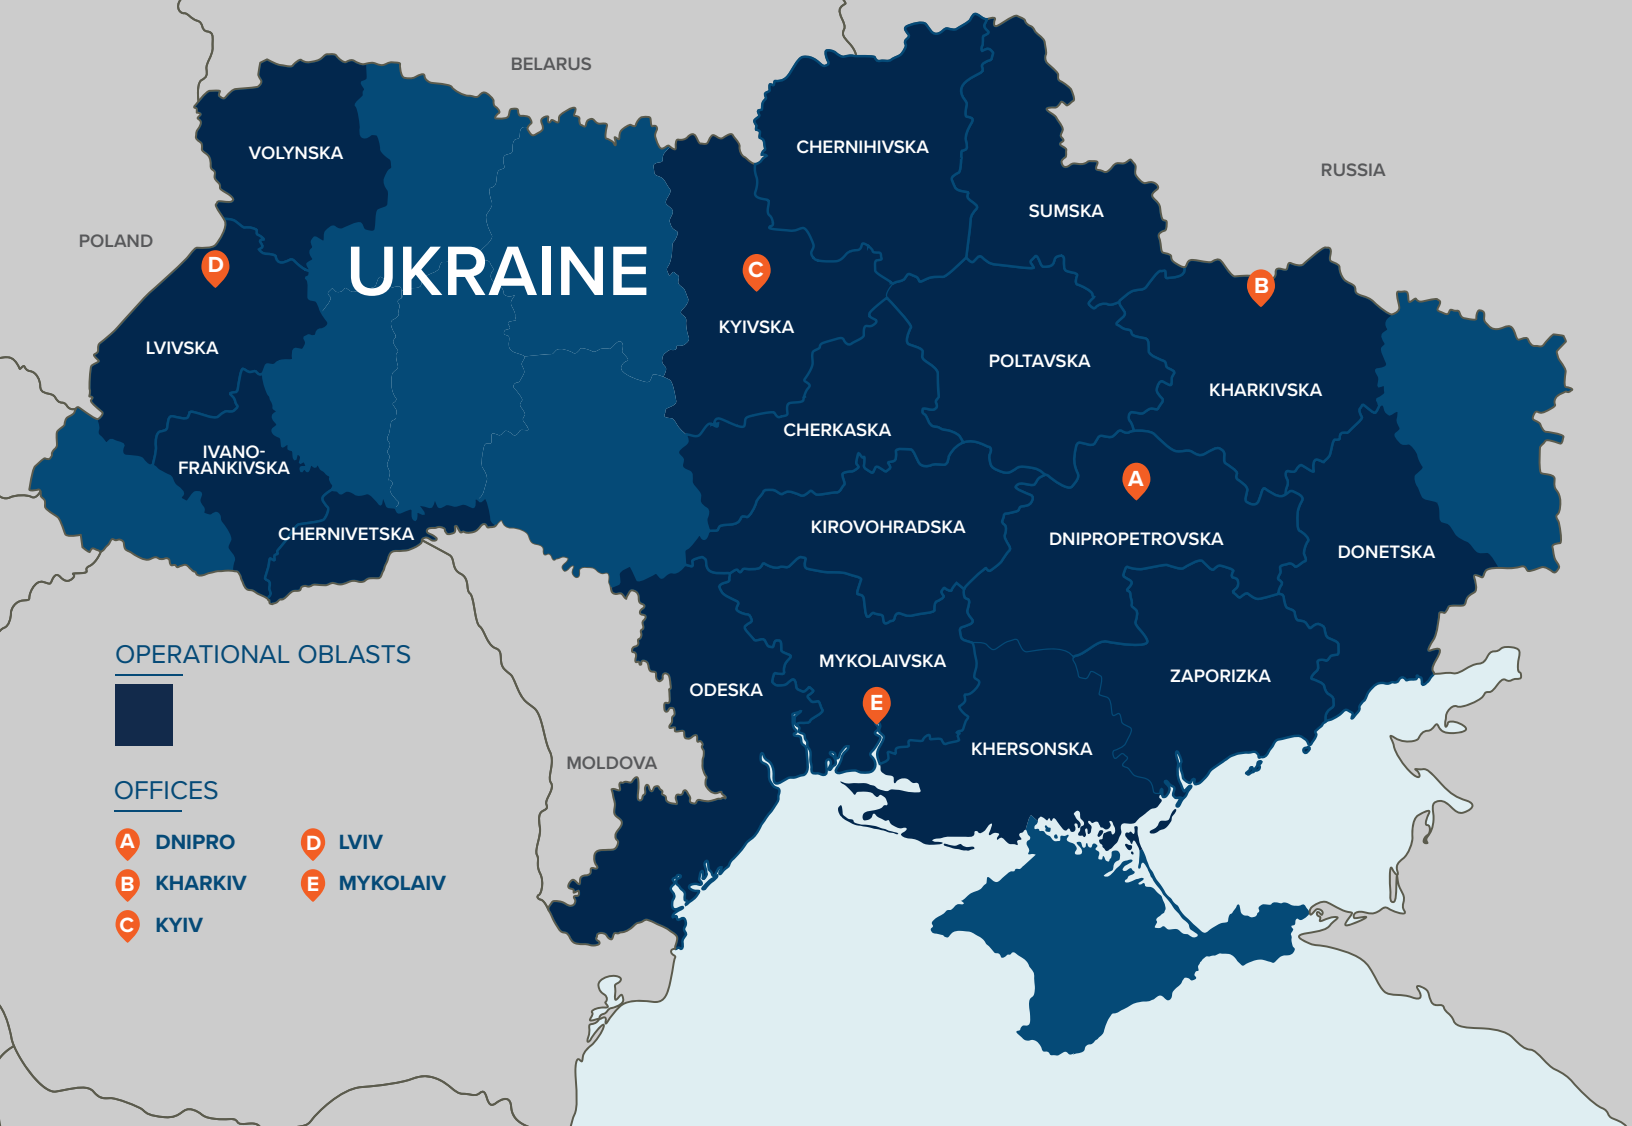 BELARUS
VOLYNSKA
CHERNIHIVSKA
RUSSIA
SUMSKA
POLAND
UKRAINE
D
C
B
KYIVSKA
LVIVSKA
POLTAVSKA
KHARKIVSKA
CHERKASKA
IVANO-
FRANKIVSKA
A
KIROVOHRADSKA
CHERNIVETSKA
DNIPROPETROVSKA
DONETSKA
MYKOLAIVSKA
ZAPORIZKA
ODESKA
E
KHERSONSKA
MOLDOVA
OPERATIONAL OBLASTS
OFFICES
A DNIPRO
B KHARKIV
C KYIV
D LVIV
E MYKOLAIV